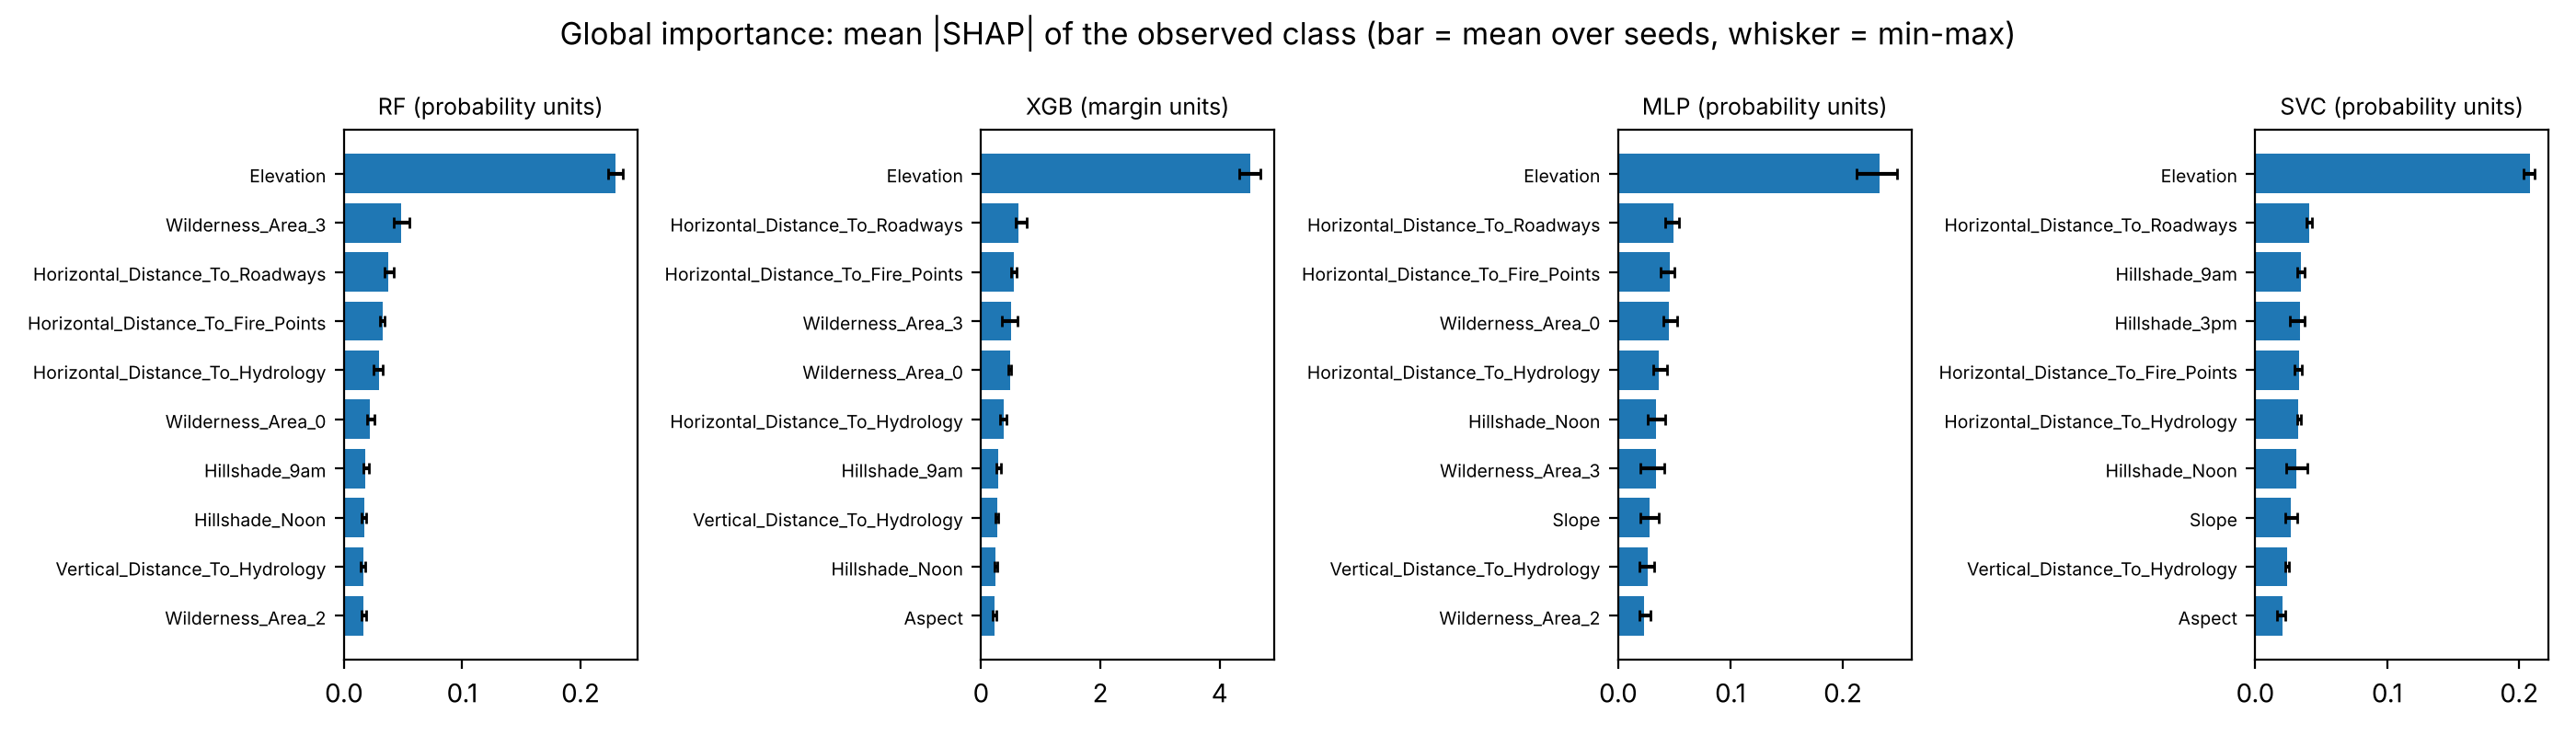 Global importance: mean |SHAP| of the observed class (bar = mean over seeds, whisker = min-max)
RF (probability units)
Elevation
Wilderness_Area_3
Horizontal_Distance_To_Roadways
Horizontal_Distance_To_Fire_Points
Horizontal_Distance_To_Hydrology
Wilderness_Area_0
Hillshade_9am
Hillshade_Noon
Vertical_Distance_To_Hydrology
Wilderness_Area_2
0.0 0.1 0.2
XGB (margin units)
Elevation
Horizontal_Distance_To_Roadways
Horizontal_Distance_To_Fire_Points
Wilderness_Area_3
Wilderness_Area_0
Horizontal_Distance_To_Hydrology
Hillshade_9am
Vertical_Distance_To_Hydrology
Hillshade_Noon
Aspect
0 2 4
MLP (probability units)
Elevation
Horizontal_Distance_To_Roadways
Horizontal_Distance_To_Fire_Points
Wilderness_Area_0
Horizontal_Distance_To_Hydrology
Hillshade_Noon
Wilderness_Area_3
Slope
Vertical_Distance_To_Hydrology
Wilderness_Area_2
0.0 0.1 0.2
SVC (probability units)
Elevation
Horizontal_Distance_To_Roadways
Hillshade_9am
Hillshade_3pm
Horizontal_Distance_To_Fire_Points
Horizontal_Distance_To_Hydrology
Hillshade_Noon
Slope
Vertical_Distance_To_Hydrology
Aspect
0.0 0.1 0.2